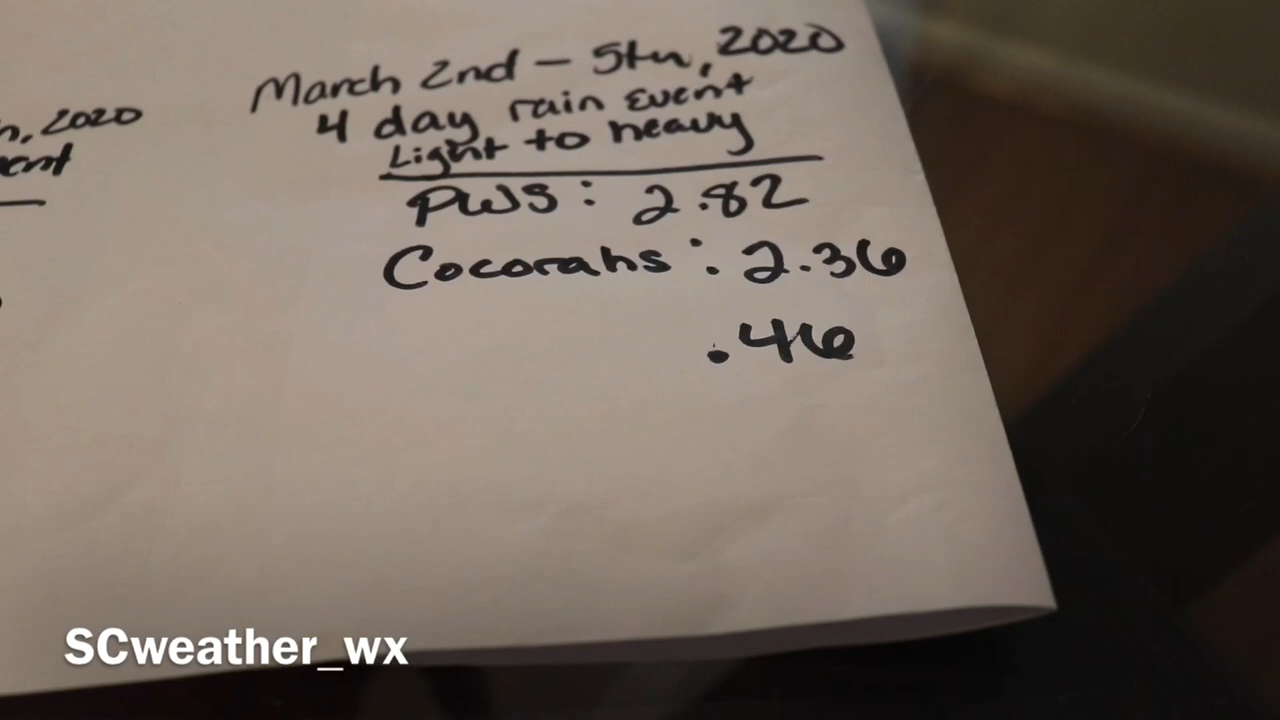 March 2nd – 5th, 2020
4 day rain Event
Light to heavy
PWS: 2.82
Cocorahs: 2.36
.46
, 2020
SCweather_wx